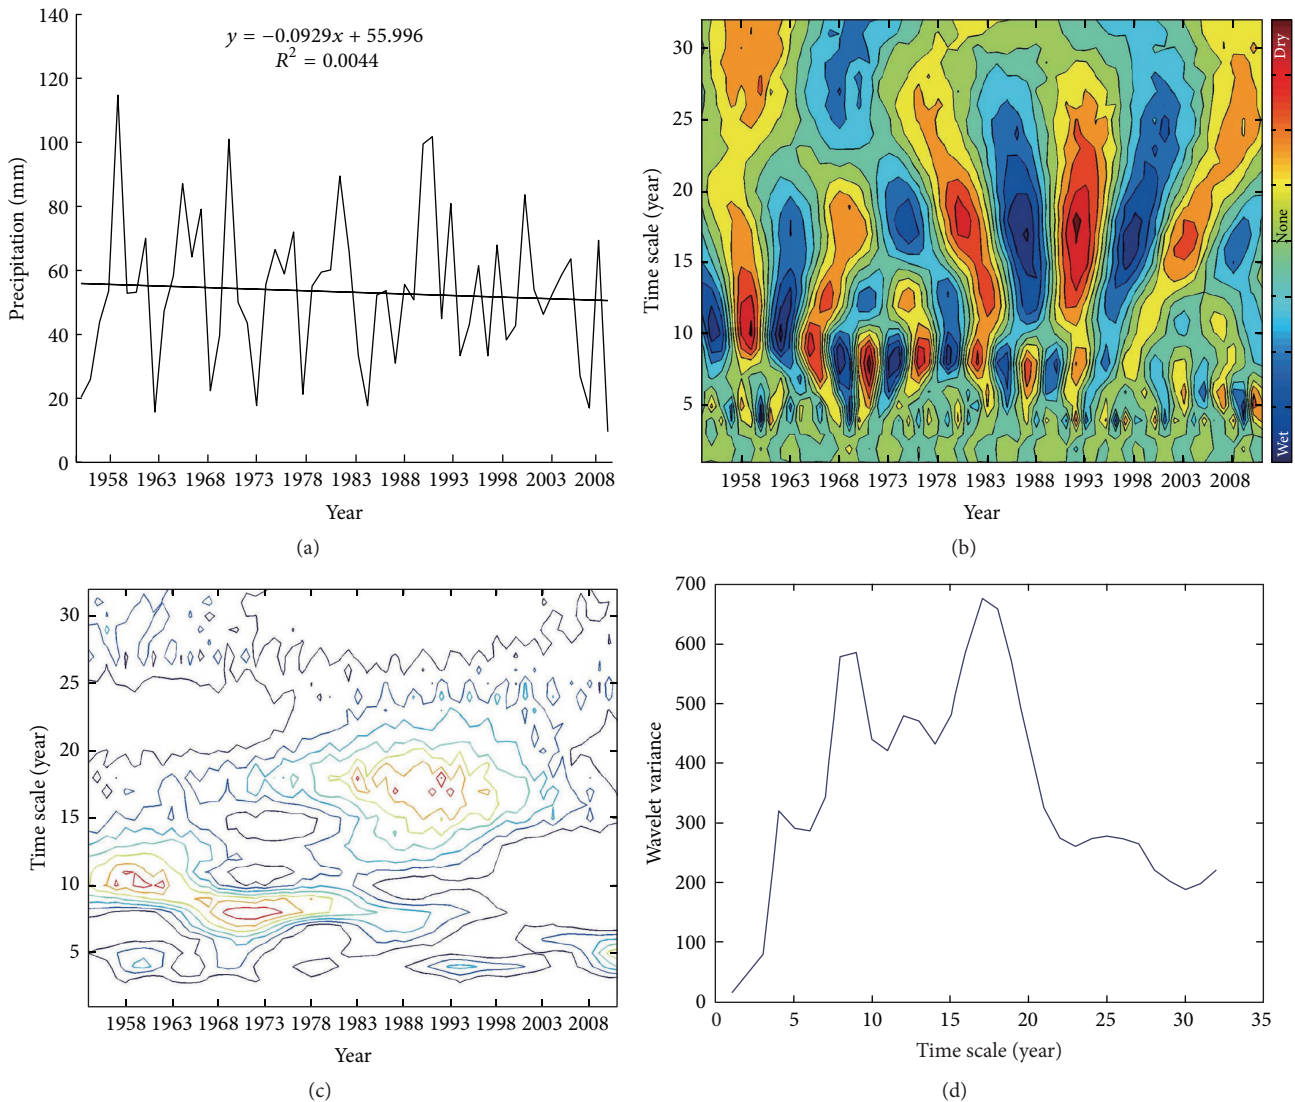 140
120
100
80
60
40
20
0
Precipitation (mm)
y = −0.0929x + 55.996
R² = 0.0044
1958 1963 1968 1973 1978 1983 1988 1993 1998 2003 2008
Year
(a)
30
25
20
15
10
5
Time scale (year)
1958 1963 1968 1973 1978 1983 1988 1993 1998 2003 2008
Year
Dry
None
Wet
(b)
30
25
20
15
10
5
Time scale (year)
1958 1963 1968 1973 1978 1983 1988 1993 1998 2003 2008
Year
(c)
700
600
500
400
300
200
100
0
Wavelet variance
0 5 10 15 20 25 30 35
Time scale (year)
(d)